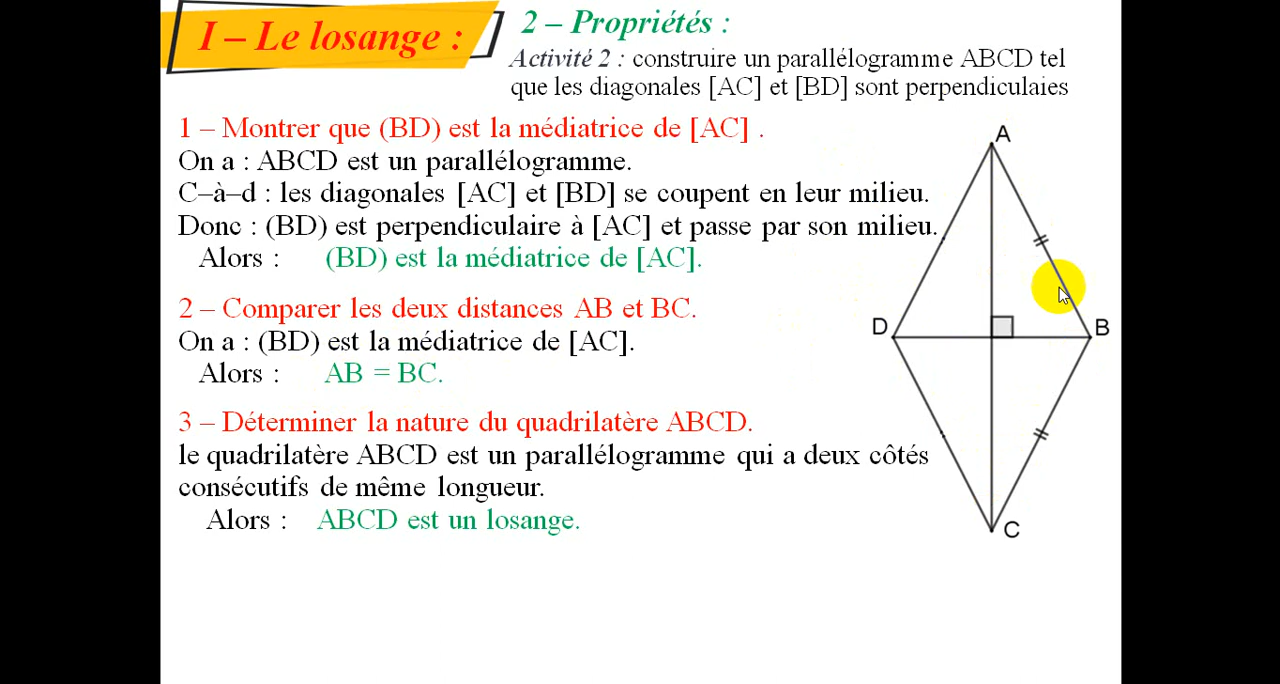 I – Le losange :
2 – Propriétés :
Activité 2 : construire un parallélogramme ABCD tel
que les diagonales [AC] et [BD] sont perpendiculaies
1 – Montrer que (BD) est la médiatrice de [AC] .
On a : ABCD est un parallélogramme.
C–à–d : les diagonales [AC] et [BD] se coupent en leur milieu.
Donc : (BD) est perpendiculaire à [AC] et passe par son milieu.
Alors : (BD) est la médiatrice de [AC].
2 – Comparer les deux distances AB et BC.
On a : (BD) est la médiatrice de [AC].
Alors : AB = BC.
3 – Déterminer la nature du quadrilatère ABCD.
le quadrilatère ABCD est un parallélogramme qui a deux côtés
consécutifs de même longueur.
Alors : ABCD est un losange.
A
D
B
C